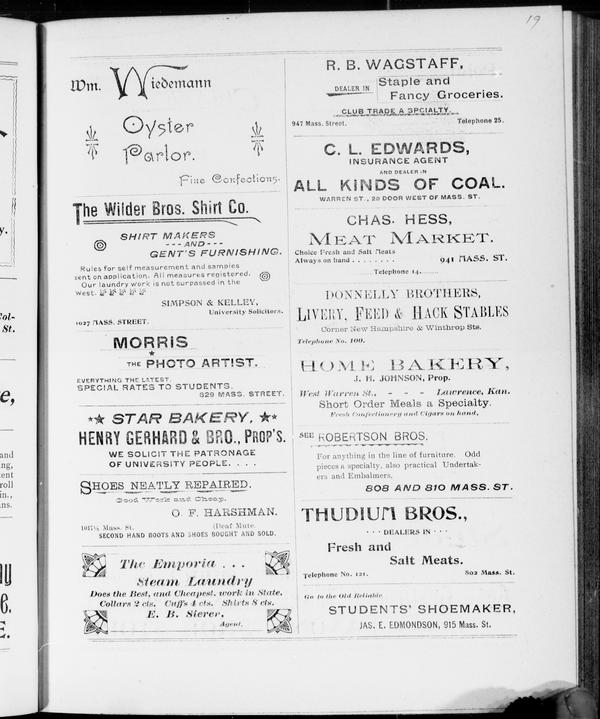 19
Wm. Wiedemann
Oyster
Parlor.
Fine Confections.
The Wilder Bros. Shirt Co.
SHIRT MAKERS
---AND---
GENT'S FURNISHING.
Rules for self measurement and samples
sent on application. All measures registered.
Our laundry work is not surpassed in the
West.
SIMPSON & KELLEY,
University Solicitors.
1027 MASS. STREET.
MORRIS
THE PHOTO ARTIST.
EVERYTHING THE LATEST
SPECIAL RATES TO STUDENTS.
829 MASS. STREET.
STAR BAKERY,
HENRY GERHARD & BRO., PROP'S.
WE SOLICIT THE PATRONAGE
OF UNIVERSITY PEOPLE. . . .
SHOES NEATLY REPAIRED.
Good Work and Cheap.
O. F. HARSHMAN.
1017½ Mass. St. (Deaf Mute.
SECOND HAND BOOTS AND SHOES BOUGHT AND SOLD.
The Emporia . . .
Steam Laundry
Does the Best, and Cheapest, work in State.
Collars 2 cts. Cuffs 4 cts. Shirts 8 cts.
E. B. Sierer,
Agent.
R. B. WAGSTAFF,
DEALER IN Staple and
Fancy Groceries.
CLUB TRADE A SPCIALTY.
947 Mass. Street. Telephone 25.
C. L. EDWARDS,
INSURANCE AGENT
AND DEALER IN
ALL KINDS OF COAL.
WARREN ST., 2D DOOR WEST OF MASS. ST.
CHAS. HESS,
MEAT MARKET.
Choice Fresh and Salt Meats
Always on hand . . . . . . . . 941 MASS. ST.
.........Telephone 14.......
DONNELLY BROTHERS,
LIVERY, FEED & HACK STABLES
Corner New Hampshire & Winthrop Sts.
Telephone No. 100.
HOME BAKERY,
J. H. JOHNSON, Prop.
West Warren St., - - - Lawrence, Kan.
Short Order Meals a Specialty.
Fresh Confectionery and Cigars on hand.
SEE ROBERTSON BROS.
For anything in the line of furniture. Odd
pieces a specialty, also practical Undertak-
ers and Embalmers.
808 AND 810 MASS. ST.
THUDIUM BROS.,
· · · DEALERS IN · · ·
Fresh and
Salt Meats.
Telephone No. 121. 802 Mass. St.
Go to the Old Reliable
STUDENTS' SHOEMAKER,
JAS. E. EDMONDSON, 915 Mass. St.